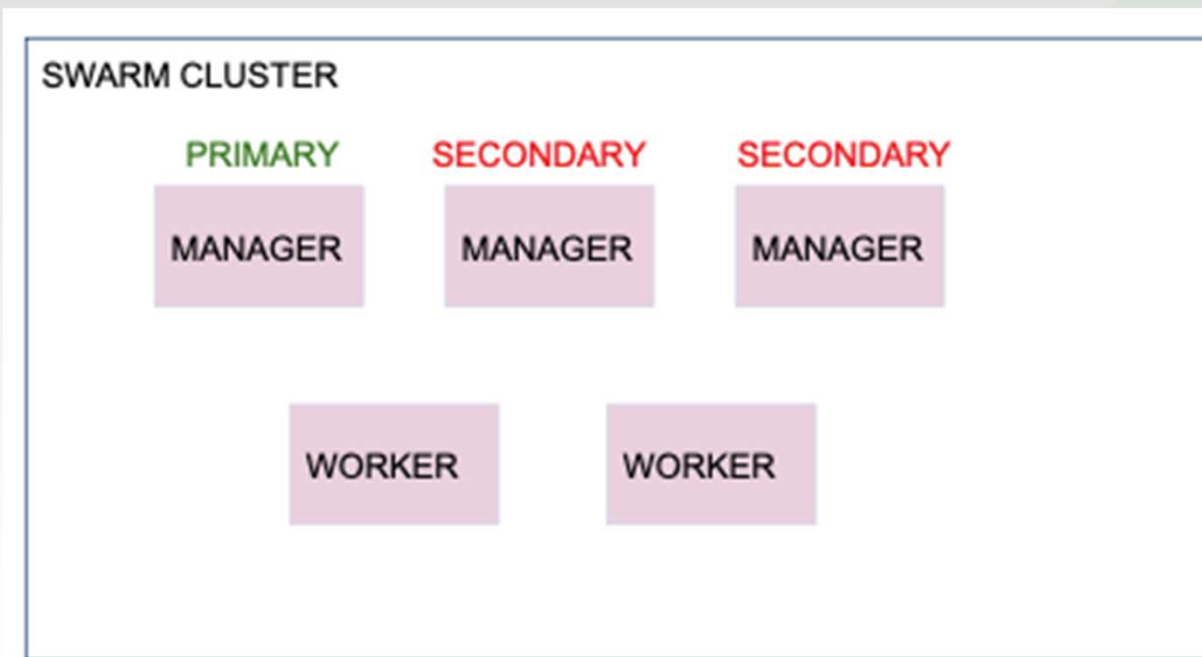 SWARM CLUSTER
PRIMARY SECONDARY SECONDARY
MANAGER MANAGER MANAGER
WORKER WORKER